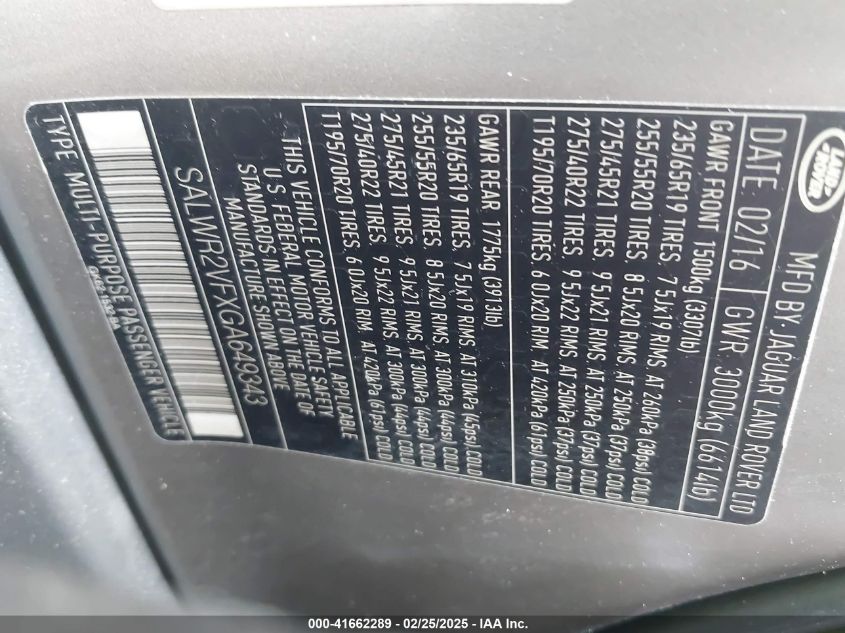 LAND-
ROVER
MFD BY: JAGUAR LAND ROVER LTD
DATE: 02/16 GWR: 3000kg (6614lb)
GAWR FRONT 1500kg (3307lb)
235/65R19 TIRES 7.5Jx19 RIMS AT 260kPa (38psi) COLD
255/55R20 TIRES 8.5Jx20 RIMS AT 250kPa (37psi) COLD
275/45R21 TIRES 9.5Jx21 RIMS AT 250kPa (37psi) COLD
275/40R22 TIRES 9.5Jx22 RIMS AT 250kPa (37psi) COLD
T195/70R20 TIRES 6.0Jx20 RIM AT 420kPa (61psi) COLD
GAWR REAR 1775kg (3913lb)
235/65R19 TIRES 7.5Jx19 RIMS AT 310kPa (45psi) COLD
255/55R20 TIRES 8.5Jx20 RIMS AT 300kPa (44psi) COLD
275/45R21 TIRES 9.5Jx21 RIMS AT 300kPa (44psi) COLD
275/40R22 TIRES 9.5Jx22 RIMS AT 300kPa (44psi) COLD
T195/70R20 TIRES 6.0Jx20 RIM AT 420kPa (61psi) COLD
THIS VEHICLE CONFORMS TO ALL APPLICABLE
U.S. FEDERAL MOTOR VEHICLE SAFETY
STANDARDS IN EFFECT ON THE DATE OF
MANUFACTURE SHOWN ABOVE
SALWR2VFXGA649343
TYPE: MULTI-PURPOSE PASSENGER VEHICLE
000-41662289 - 02/25/2025 - IAA Inc.